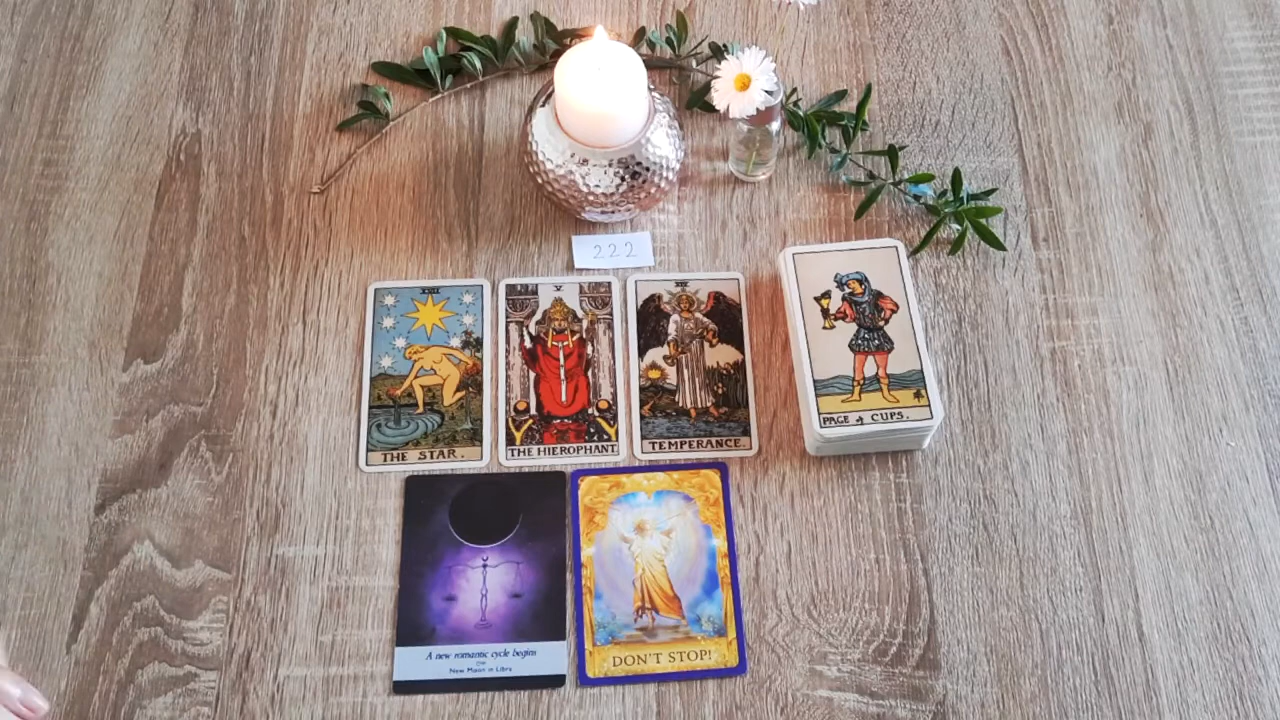 222
XVII
THE STAR.
V
THE HIEROPHANT
XIV
TEMPERANCE.
PAGE of CUPS.
A new romantic cycle begins
New Moon in Libra
DON'T STOP!